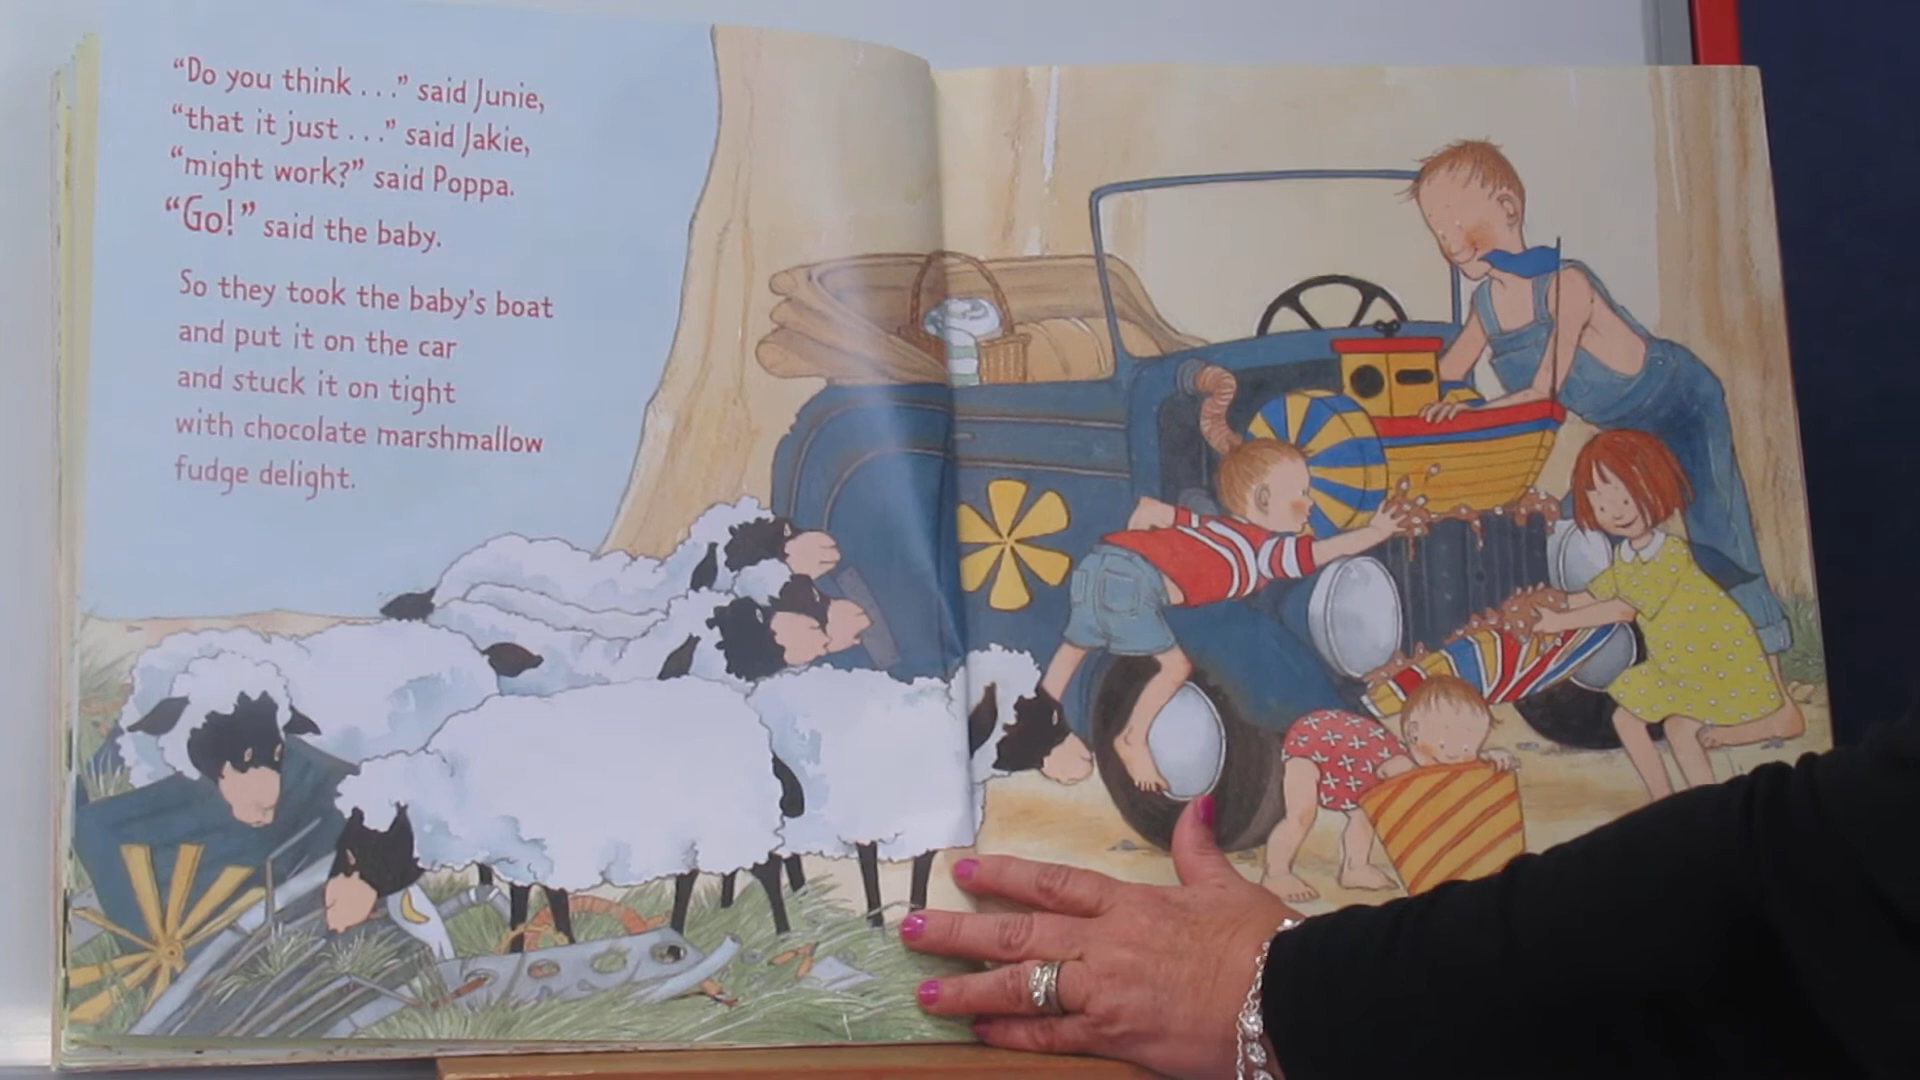 “Do you think . . .” said Junie,
“that it just . . .” said Jakie,
“might work?” said Poppa.
“Go!” said the baby.
So they took the baby’s boat
and put it on the car
and stuck it on tight
with chocolate marshmallow
fudge delight.